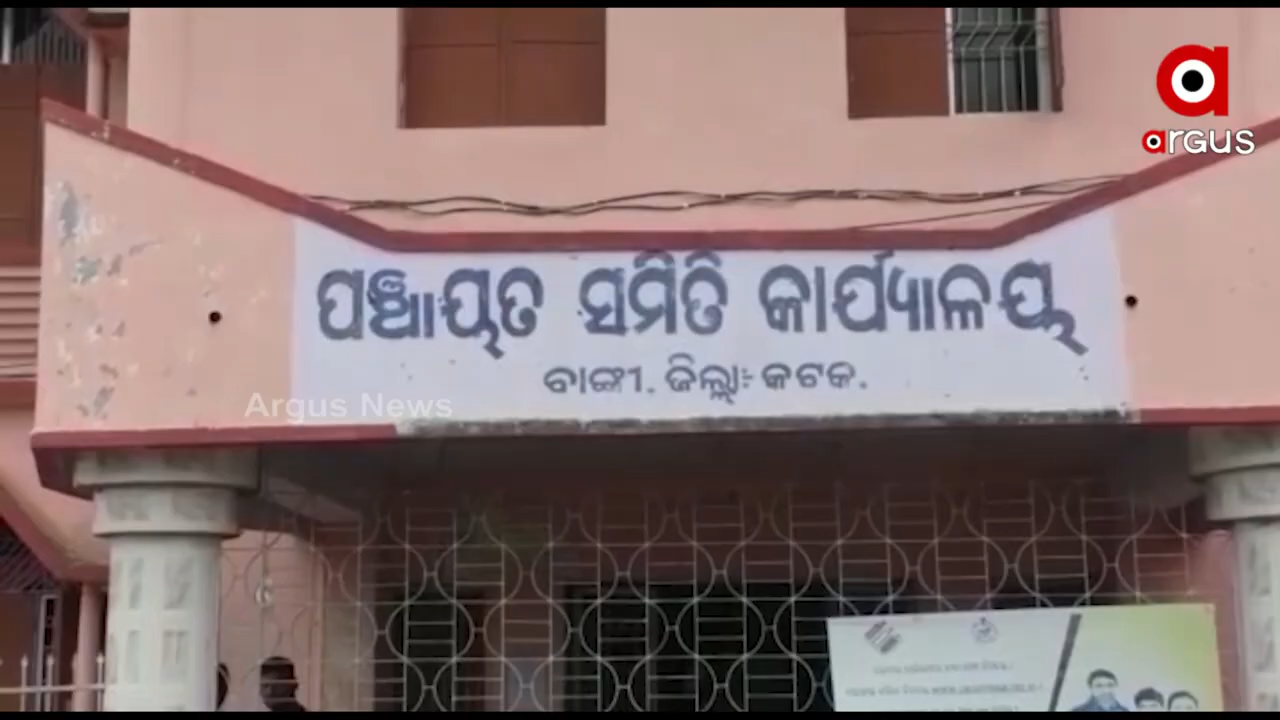 a
argus
ପଞ୍ଚାୟତ ସମିତି କାର୍ଯ୍ୟାଳୟ
ବାଙ୍କୀ. ଜିଲ୍ଲା:- କଟକ.
Argus News